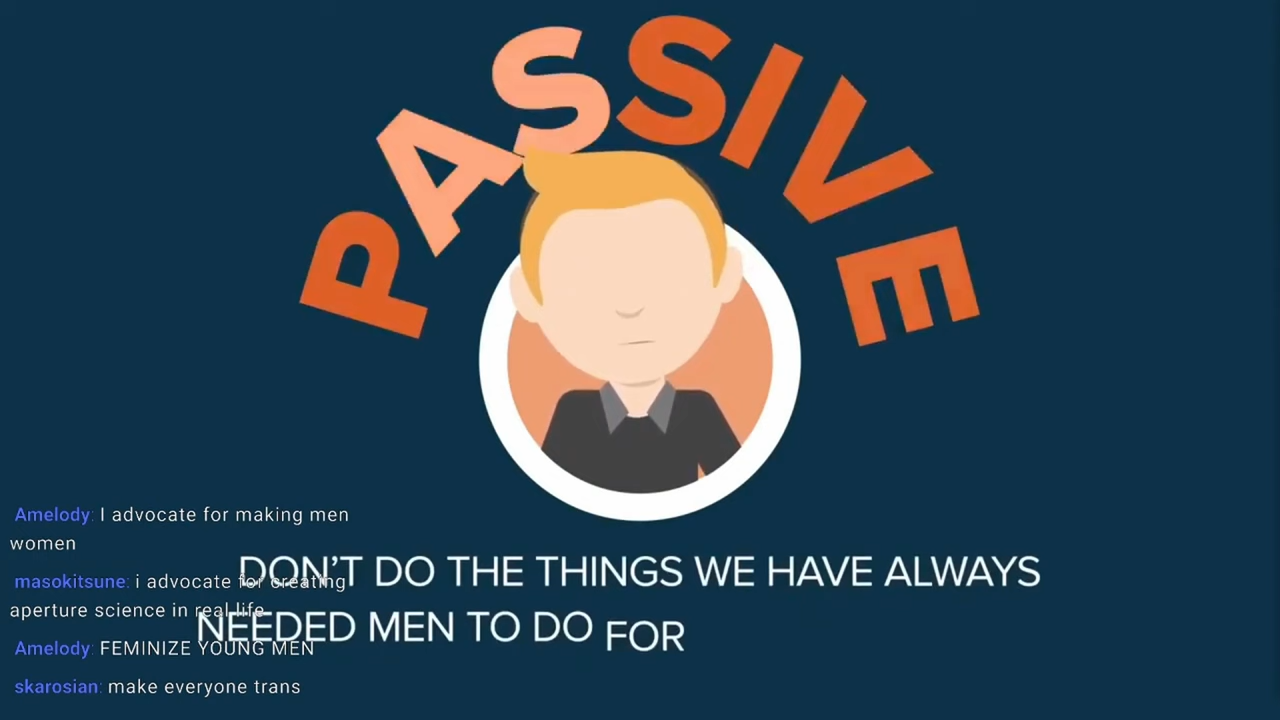 PASSIVE
DON'T DO THE THINGS WE HAVE ALWAYS
NEEDED MEN TO DO FOR
Amelody: I advocate for making men
women
masokitsune: i advocate for creating
aperture science in real life
Amelody: FEMINIZE YOUNG MEN
skarosian: make everyone trans